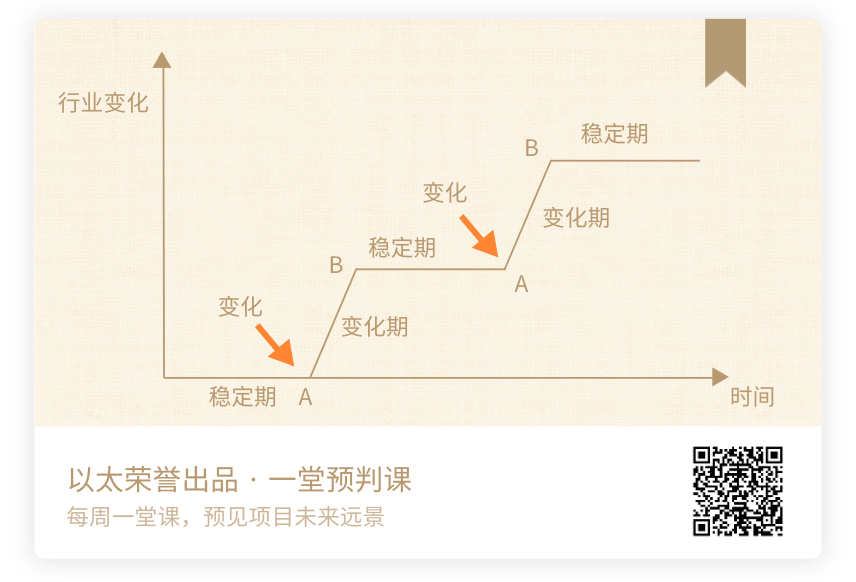 行业变化
B
稳定期
变化
变化期
B
稳定期
A
变化
变化期
稳定期
A
时间
以太荣誉出品 · 一堂预判课
每周一堂课，预见项目未来远景